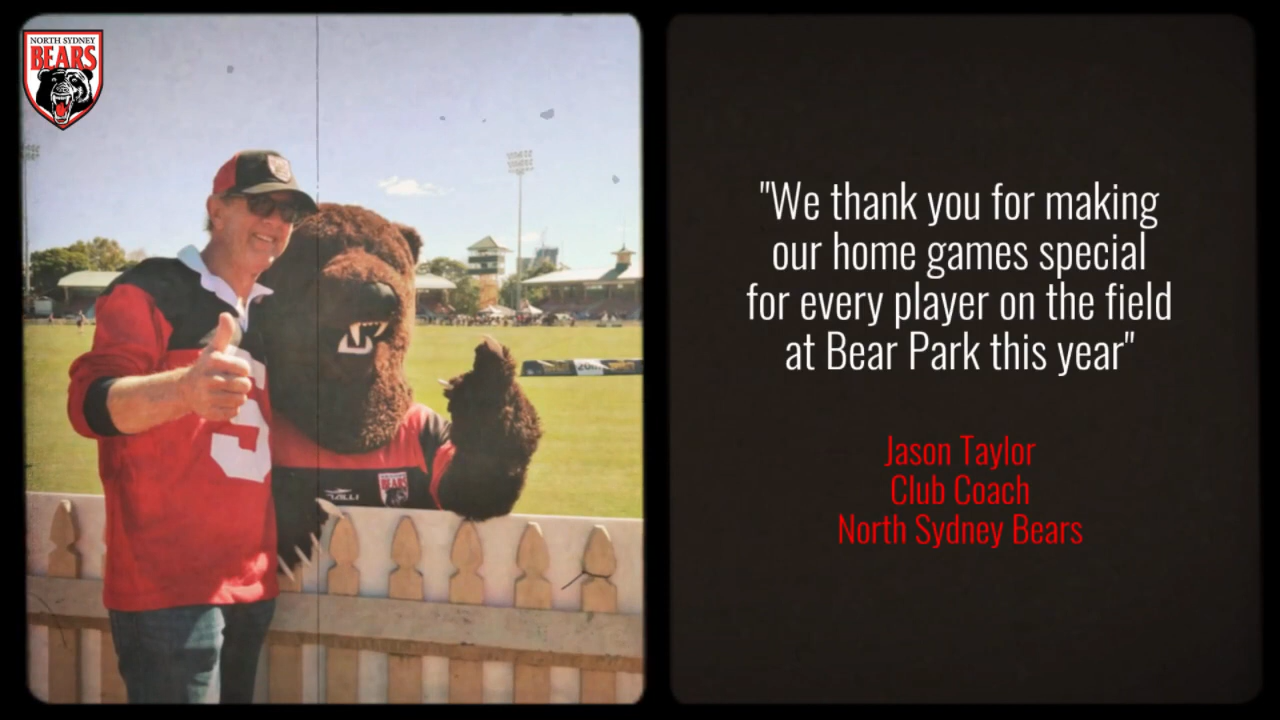 NORTH SYDNEY
BEARS
5
"We thank you for making
our home games special
for every player on the field
at Bear Park this year"
Jason Taylor
Club Coach
North Sydney Bears